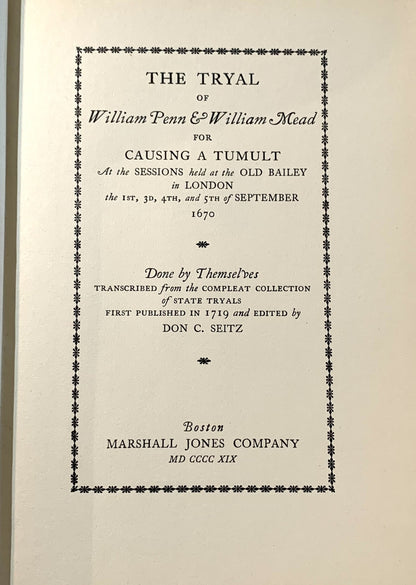 THE TRYAL
OF
William Penn & William Mead
FOR
CAUSING A TUMULT
At the SESSIONS held at the OLD BAILEY
in LONDON
the 1ST, 3D, 4TH, and 5TH of SEPTEMBER
1670
Done by Themselves
TRANSCRIBED from the COMPLEAT COLLECTION
of STATE TRYALS
FIRST PUBLISHED IN 1719 and EDITED by
DON C. SEITZ
Boston
MARSHALL JONES COMPANY
MD CCCC XIX